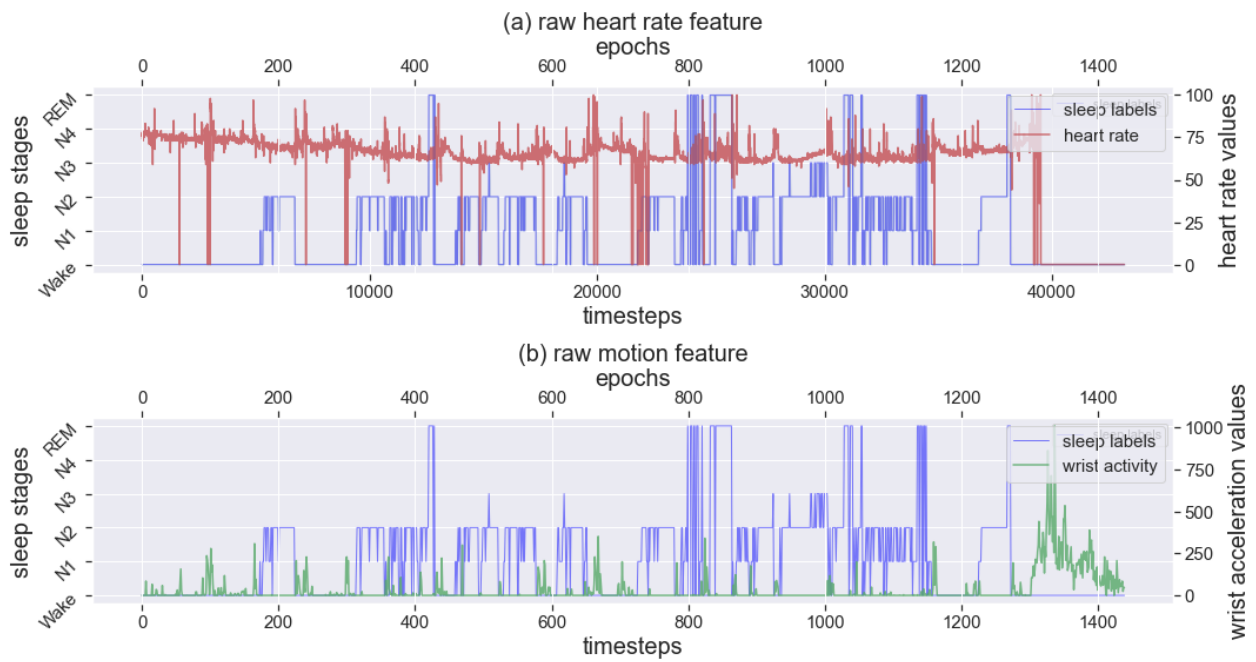 (a) raw heart rate feature
epochs
0 200 400 600 800 1000 1200 1400
sleep stages
REM
N4
N3
N2
N1
Wake
sleep labels
sleep labels
heart rate
100
75
50
25
0
heart rate values
0 10000 20000 30000 40000
timesteps
(b) raw motion feature
epochs
0 200 400 600 800 1000 1200 1400
sleep stages
REM
N4
N3
N2
N1
Wake
sleep labels
sleep labels
wrist activity
1000
750
500
250
0
wrist acceleration values
0 200 400 600 800 1000 1200 1400
timesteps